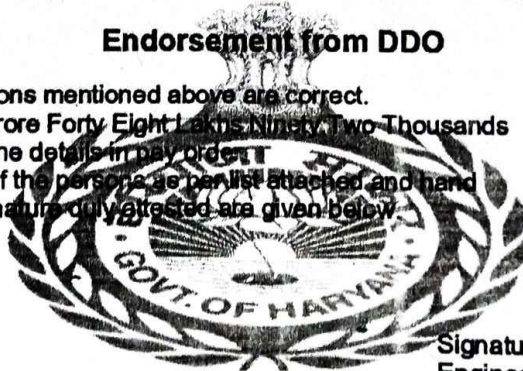 Endorsement from DDO
ons mentioned above are correct.
rore Forty Eight Lakhs Ninety Two Thousands
ne details in pay order
f the persons as per list attached and hand
nature duly attested are given below
GOVT. OF HARYANA
Signatu
Enginee